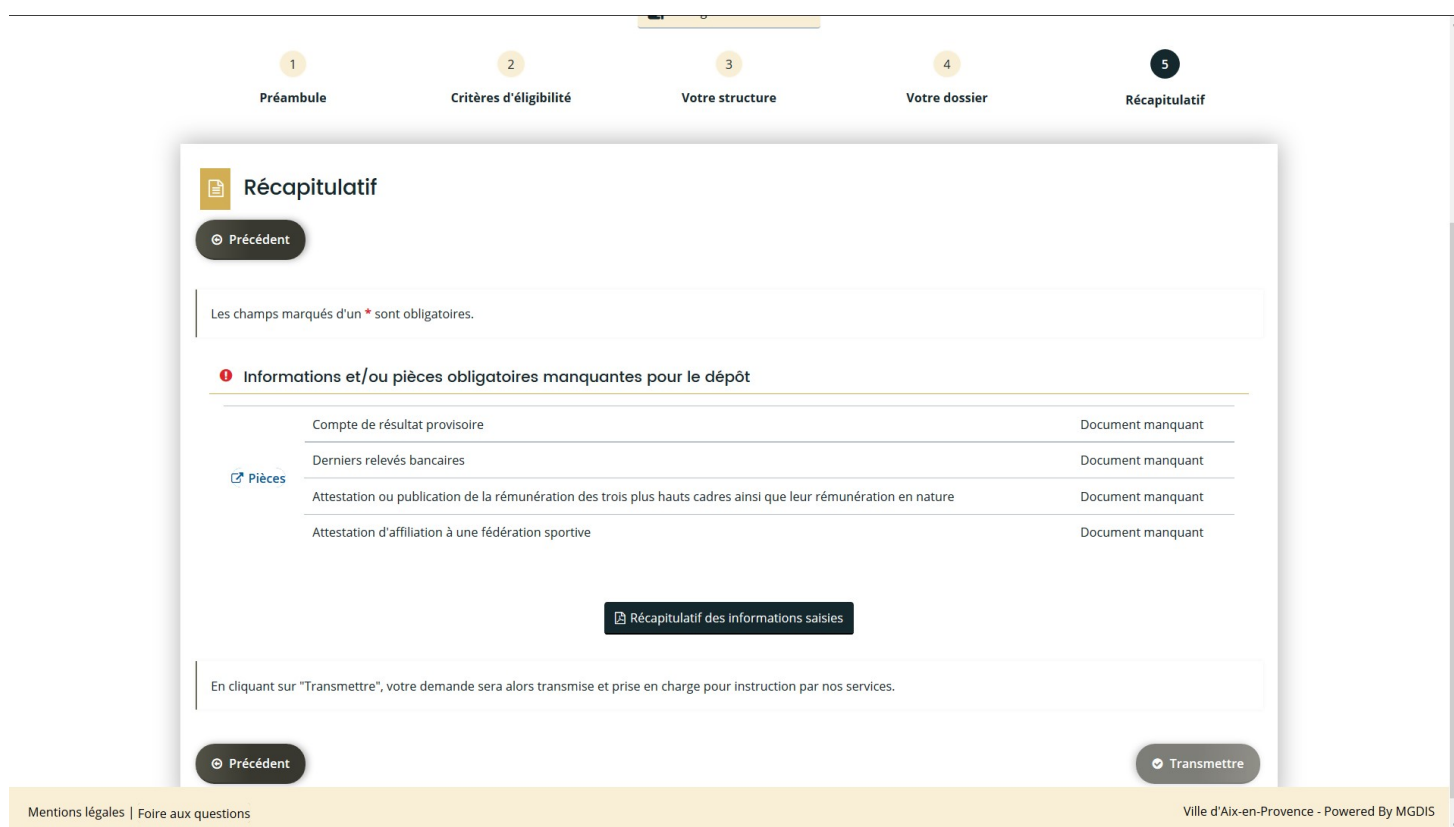 1
2
3
4
5
Préambule
Critères d'éligibilité
Votre structure
Votre dossier
Récapitulatif
Récapitulatif
Précédent
Les champs marqués d'un * sont obligatoires.
Informations et/ou pièces obligatoires manquantes pour le dépôt
Compte de résultat provisoire Document manquant
Derniers relevés bancaires Document manquant
Pièces
Attestation ou publication de la rémunération des trois plus hauts cadres ainsi que leur rémunération en nature Document manquant
Attestation d'affiliation à une fédération sportive Document manquant
Récapitulatif des informations saisies
En cliquant sur "Transmettre", votre demande sera alors transmise et prise en charge pour instruction par nos services.
Précédent
Transmettre
Mentions légales | Foire aux questions
Ville d'Aix-en-Provence - Powered By MGDIS